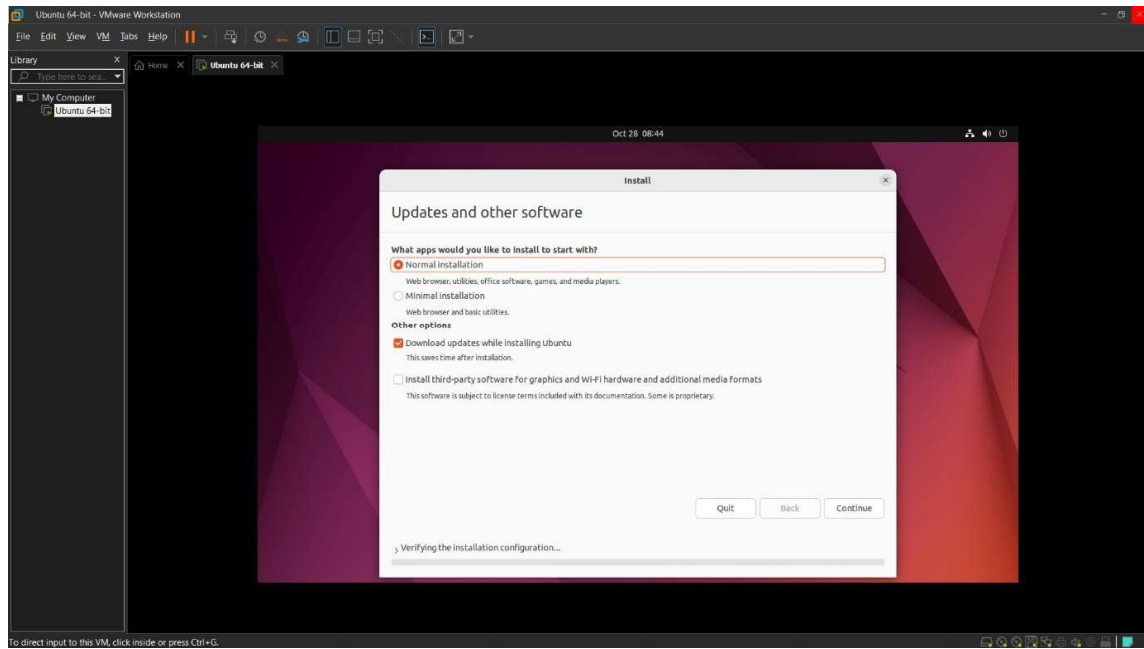 Ubuntu 64-bit - VMware Workstation
File Edit View VM Tabs Help
Library X
Type here to sea...
Home X Ubuntu 64-bit X
My Computer
Ubuntu 64-bit
Oct 28 08:44
Install
Updates and other software
What apps would you like to install to start with?
Normal installation
Web browser, utilities, office software, games, and media players.
Minimal installation
Web browser and basic utilities.
Other options
Download updates while installing Ubuntu
This saves time after installation.
Install third-party software for graphics and Wi-Fi hardware and additional media formats
This software is subject to license terms included with its documentation. Some is proprietary.
Quit Back Continue
Verifying the installation configuration...
To direct input to this VM, click inside or press Ctrl+G.